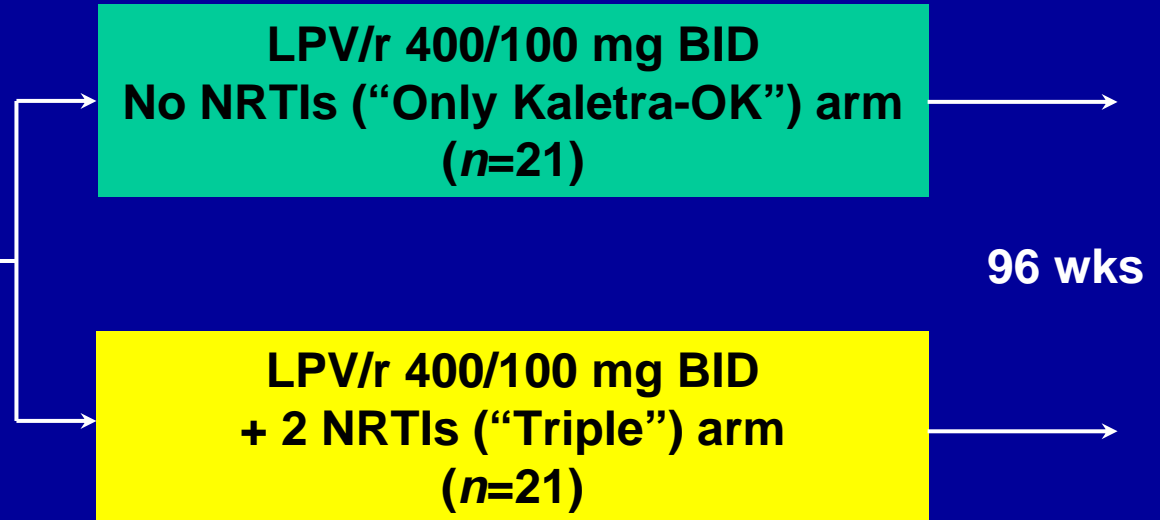 LPV/r 400/100 mg BID
No NRTIs (“Only Kaletra-OK”) arm
(n=21)
96 wks
LPV/r 400/100 mg BID
+ 2 NRTIs (“Triple”) arm
(n=21)